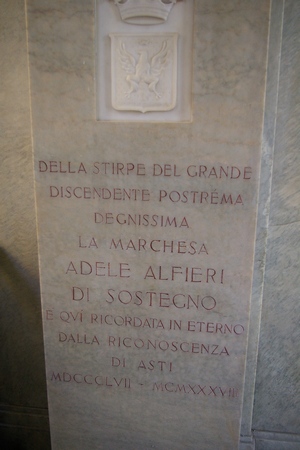 DELLA STIRPE DEL GRANDE
DISCENDENTE POSTREMA
DEGNISSIMA
LA MARCHESA
ADELE ALFIERI
DI SOSTEGNO
E QVI RICORDATA IN ETERNO
DALLA RICONOSCENZA
DI ASTI
MDCCCLVII - MCMXXXVII